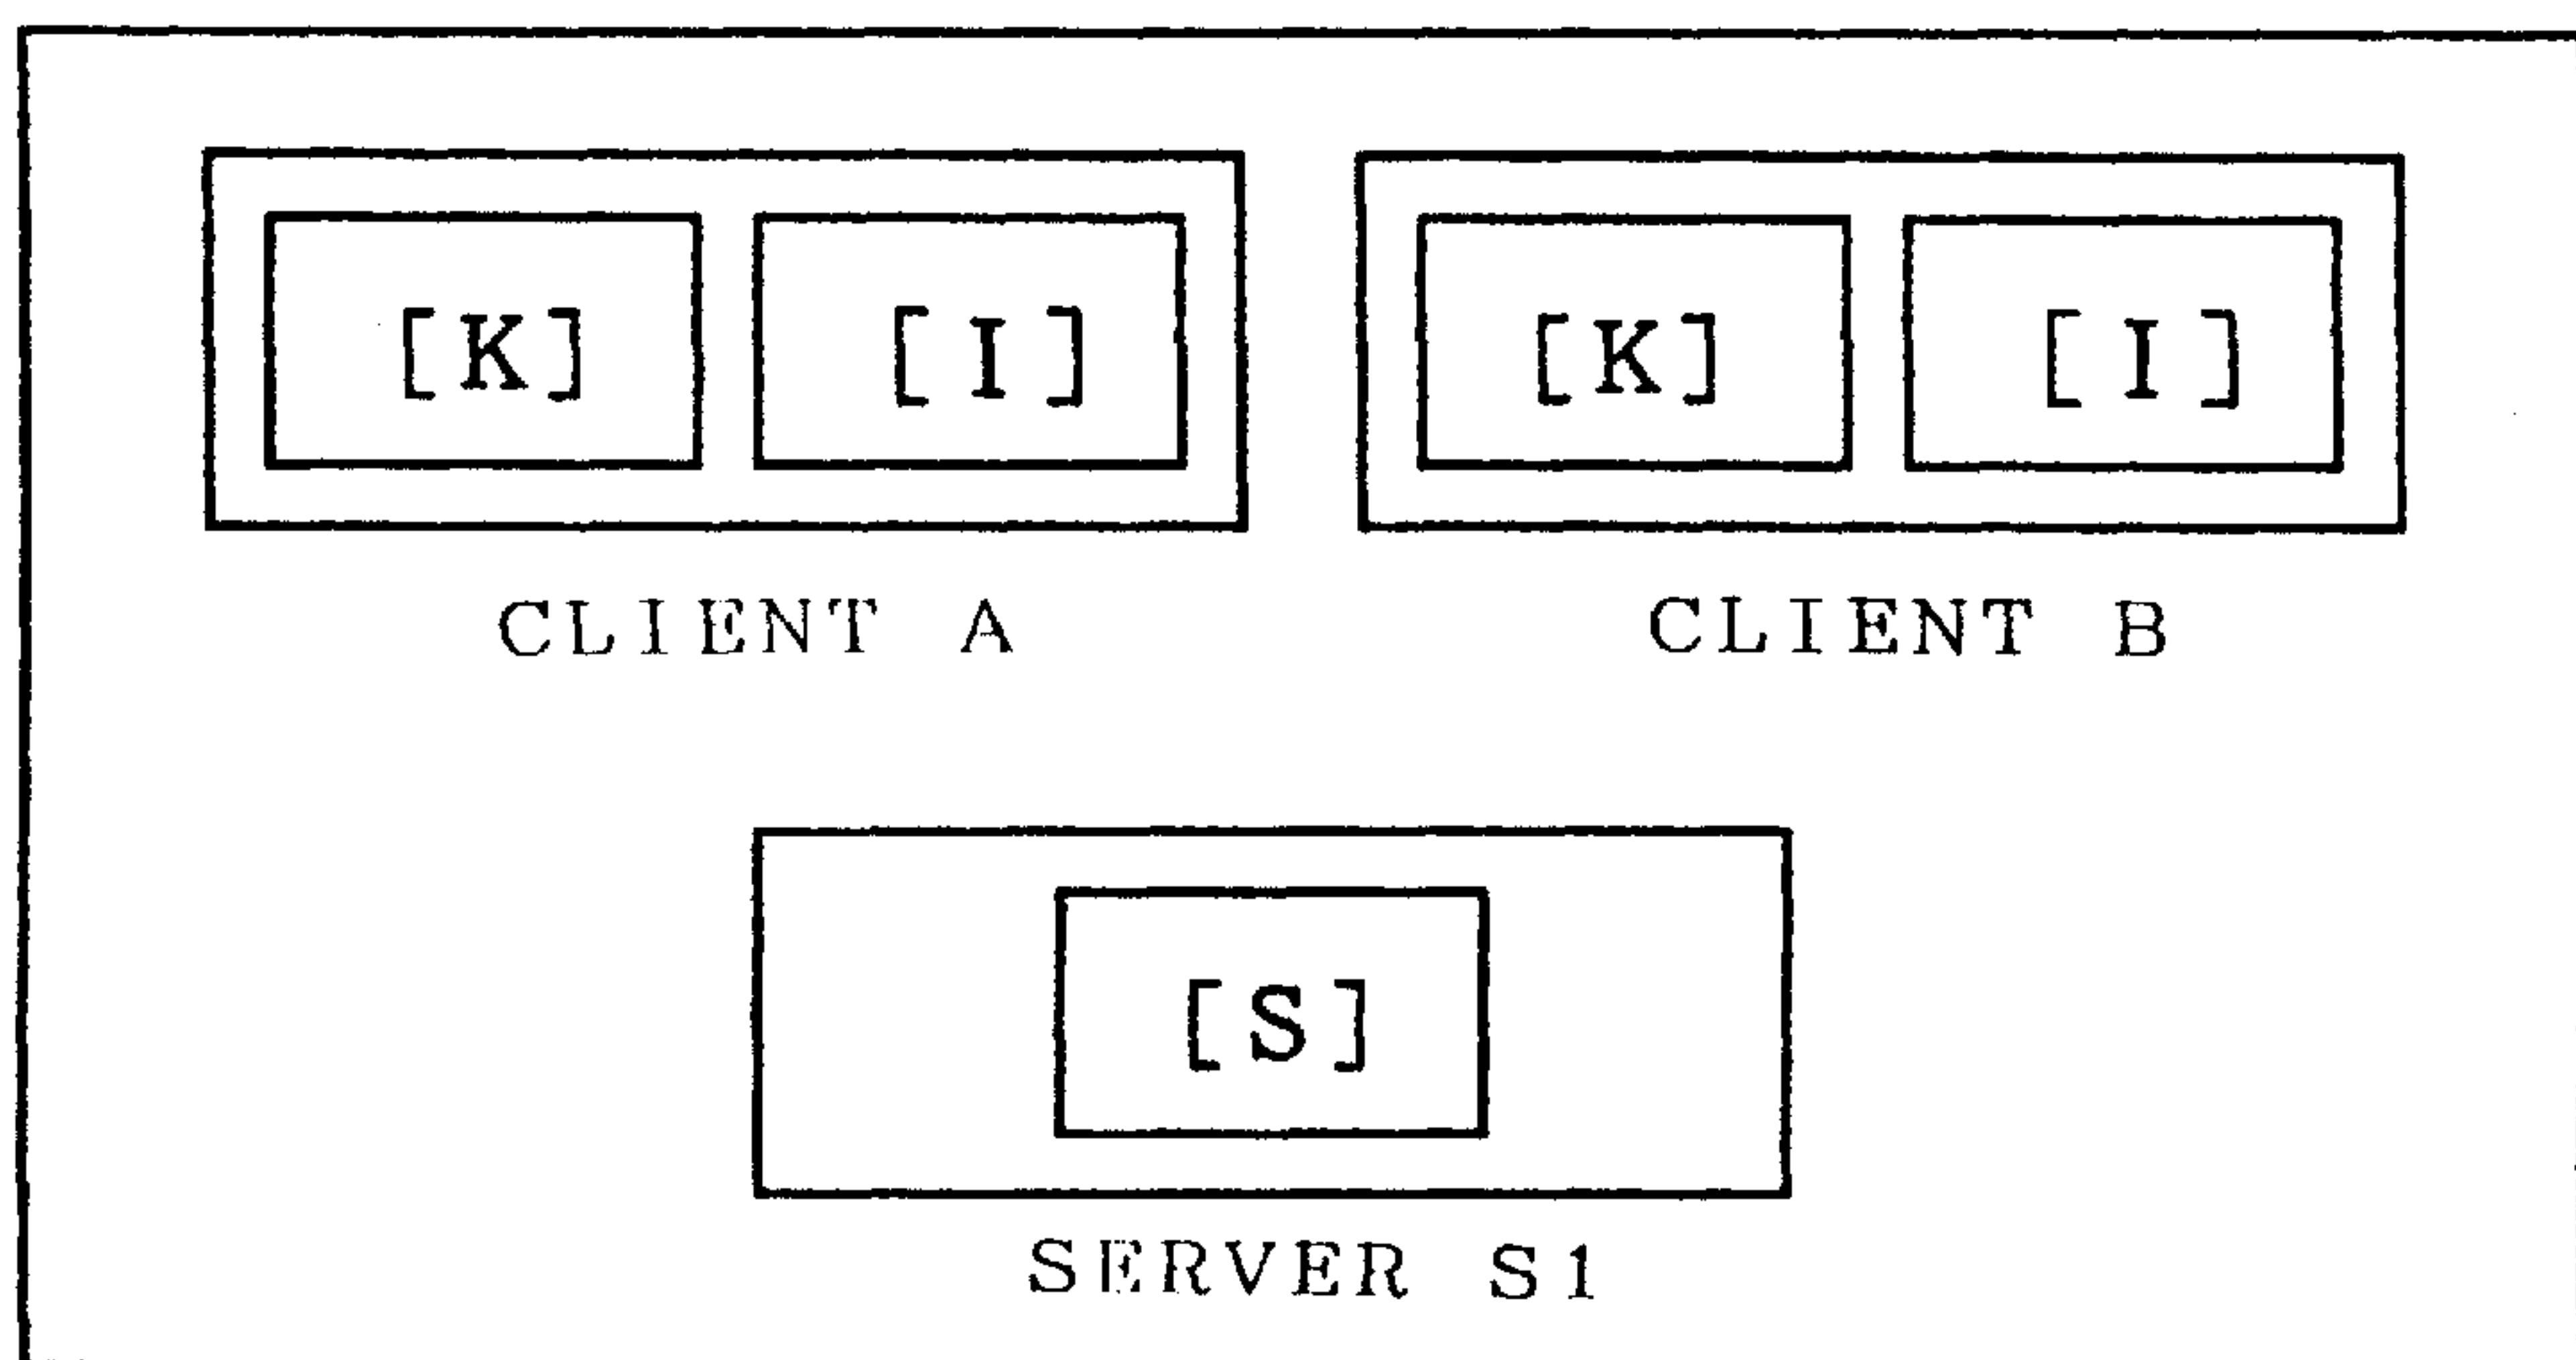 [K] [I] [K] [I]
CLIENT A CLIENT B
[S]
SERVER S1